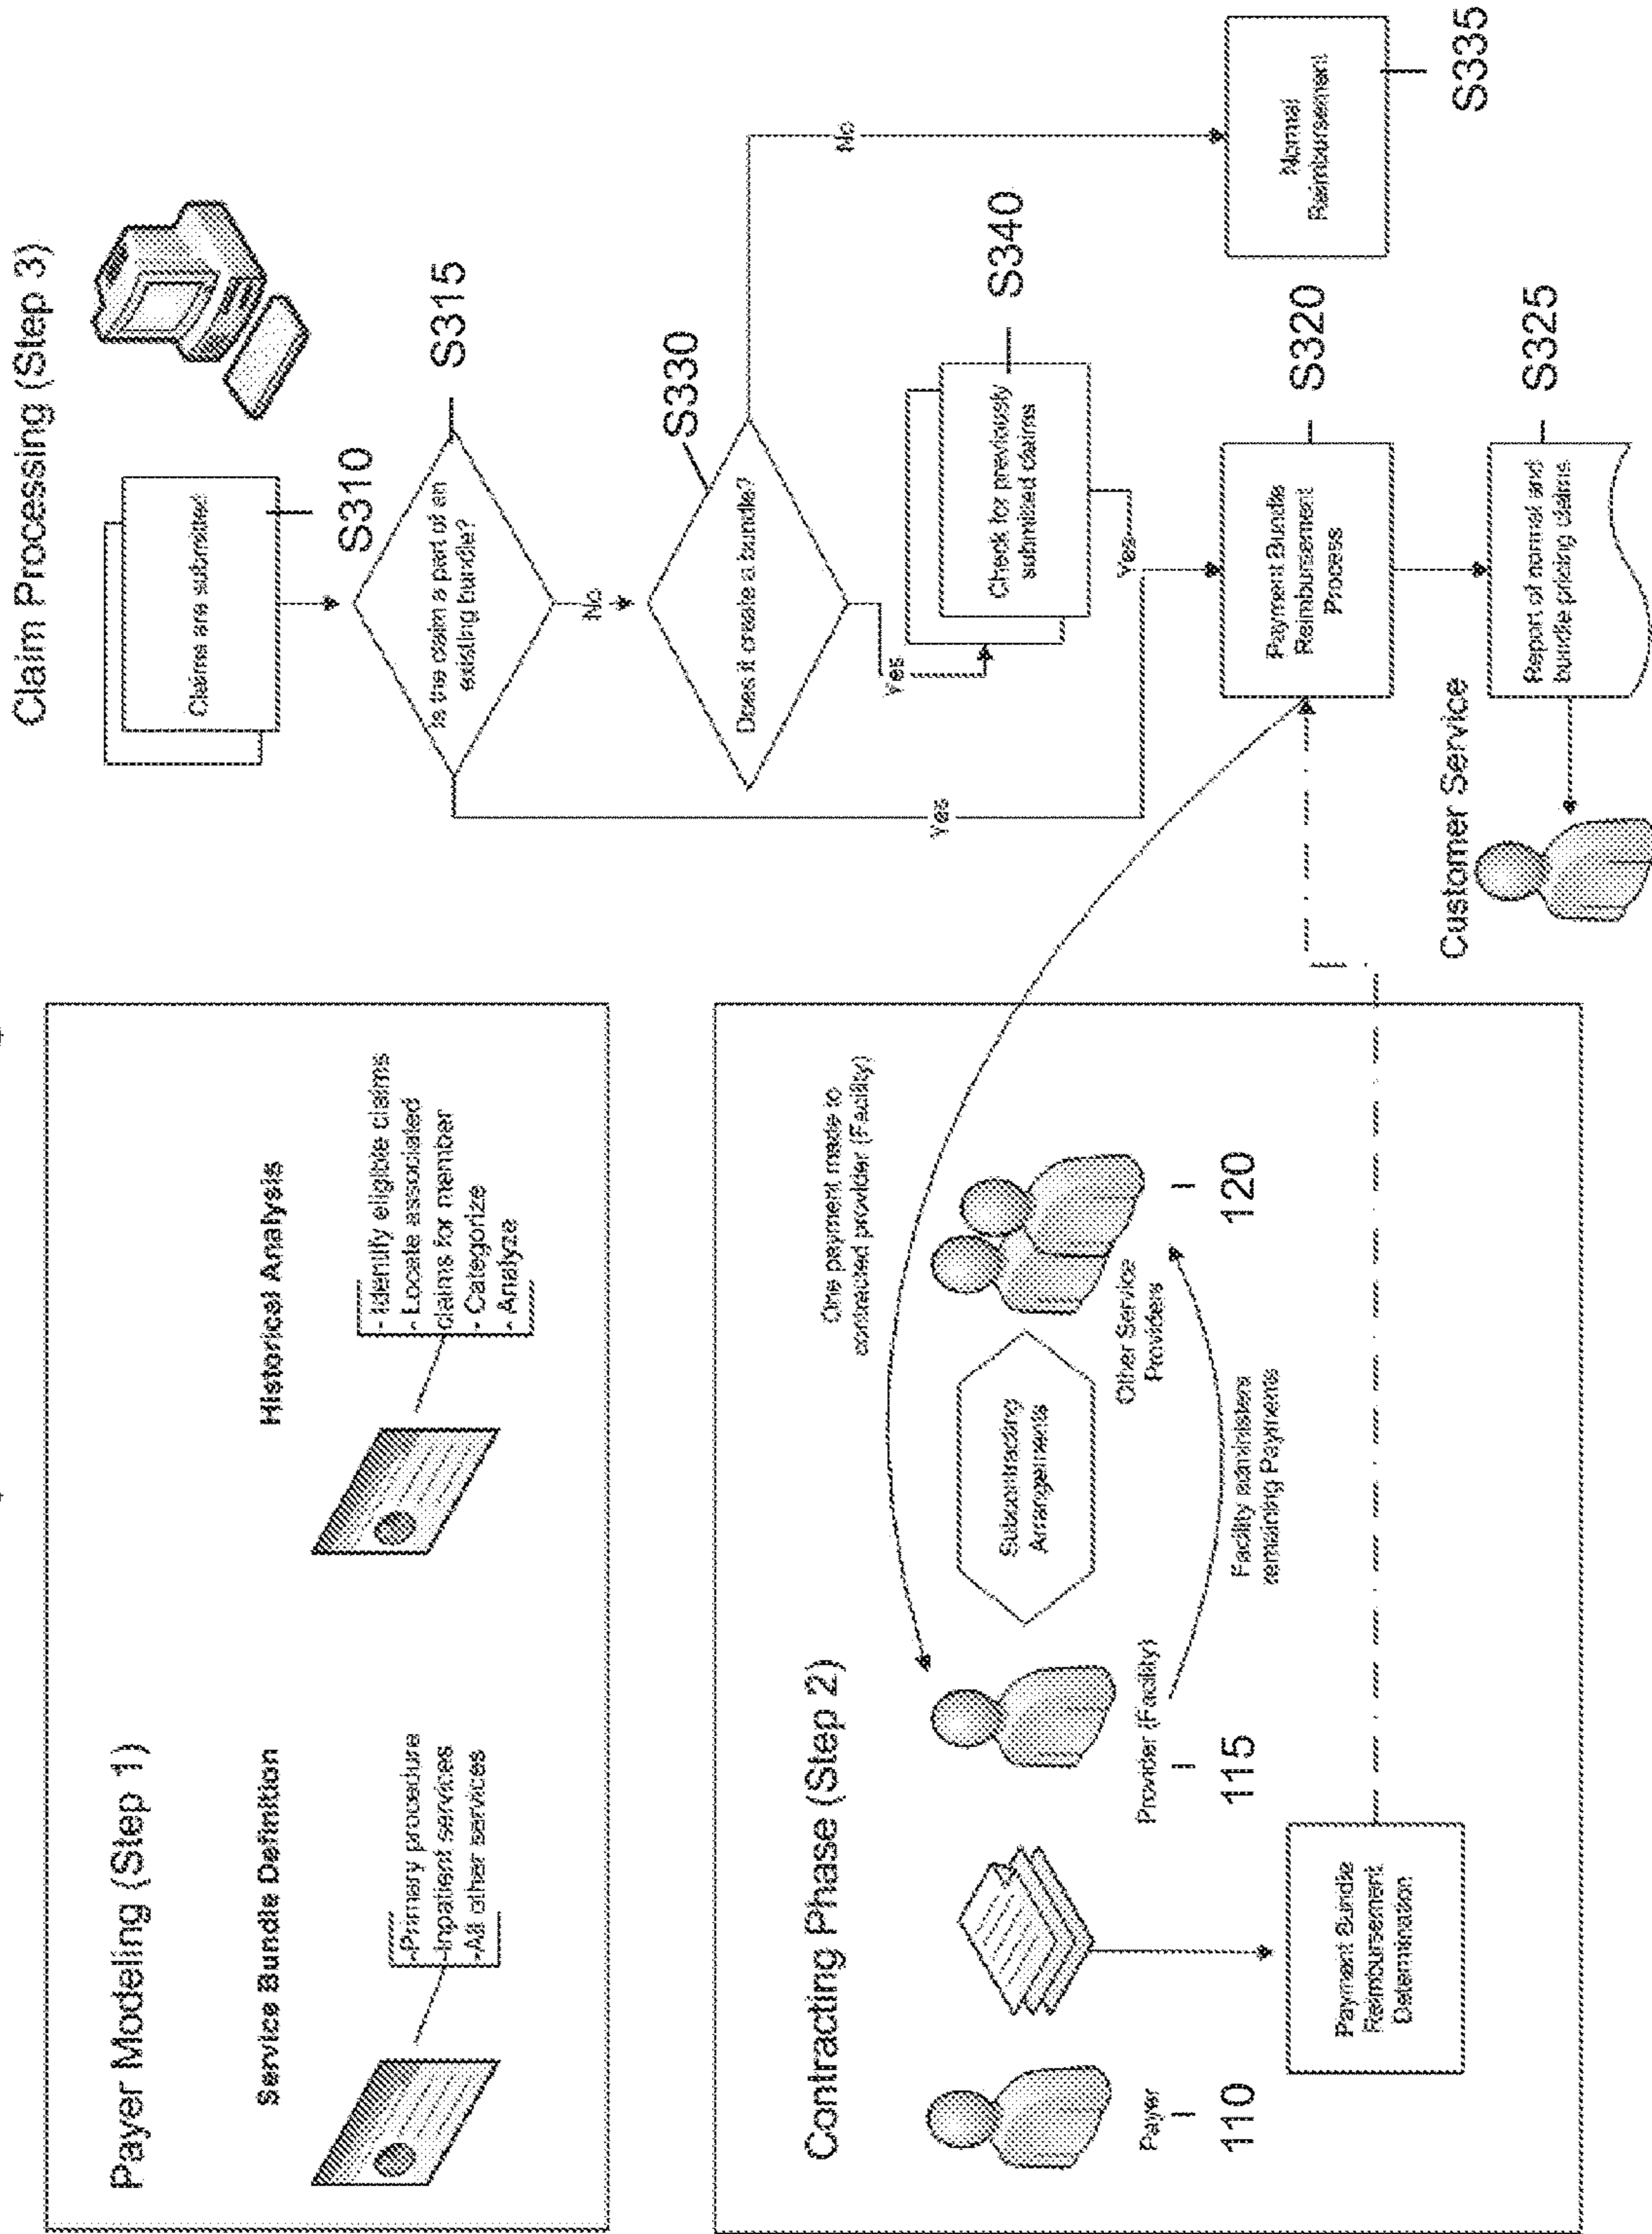 Payer Modeling (Step 1)
Service Bundle Definition
-Primary procedure
-Inpatient services
-All other services
Historical Analysis
- Identify eligible claims
- Locate associated
claims for member
- Categorize
- Analyze
Contracting Phase (Step 2)
Payer
110
Provider (Facility)
115
Subcontracting
Arrangements
Other Service
Providers
120
One payment made to
contracted provider (Facility)
Facility administers
remaining Payments
Payment Bundle
Reimbursement
Determination
Claim Processing (Step 3)
Claims are submitted
S310
Is the claim a part of an
existing bundle?
S315
No
Yes
Does it create a bundle?
S330
No
Yes
Check for previously
submitted claims
S340
Yes
Payment Bundle
Reimbursement
Process
S320
Normal
Reimbursement
S335
Report of normal and
bundle pricing claims.
S325
Customer Service